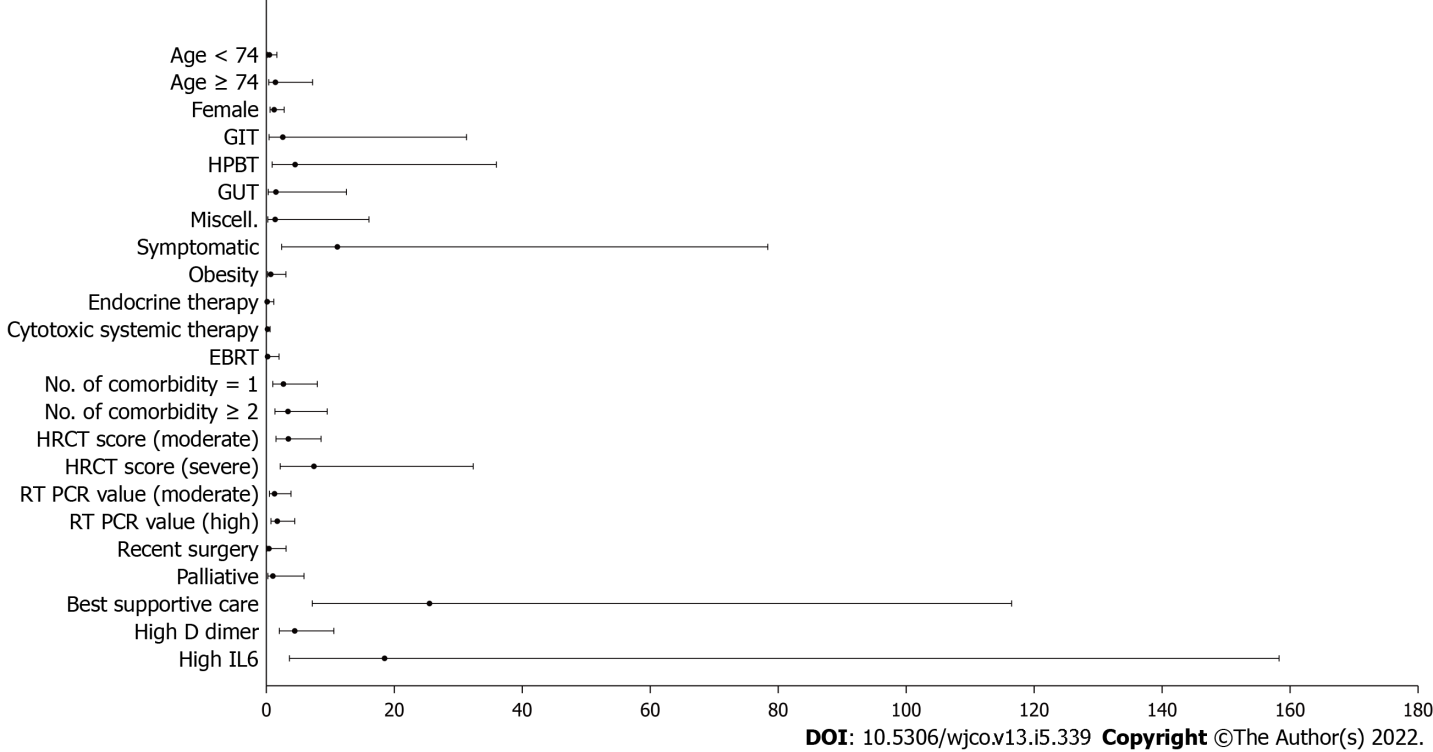 Age < 74
Age ≥ 74
Female
GIT
HPBT
GUT
Miscell.
Symptomatic
Obesity
Endocrine therapy
Cytotoxic systemic therapy
EBRT
No. of comorbidity = 1
No. of comorbidity ≥ 2
HRCT score (moderate)
HRCT score (severe)
RT PCR value (moderate)
RT PCR value (high)
Recent surgery
Palliative
Best supportive care
High D dimer
High IL6
0 20 40 60 80 100 120 140 160 180
DOI: 10.5306/wjco.v13.i5.339 Copyright ©The Author(s) 2022.